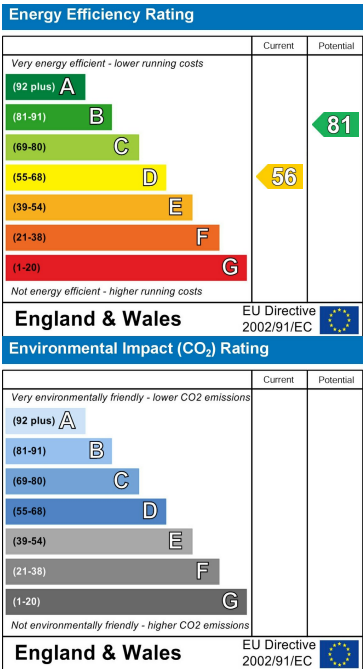 Energy Efficiency Rating
Current Potential
Very energy efficient - lower running costs
(92 plus) A
(81-91) B
81
(69-80) C
(55-68) D
56
(39-54) E
(21-38) F
(1-20) G
Not energy efficient - higher running costs
England & Wales
EU Directive
2002/91/EC
Environmental Impact (CO₂) Rating
Current Potential
Very environmentally friendly - lower CO2 emissions
(92 plus) A
(81-91) B
(69-80) C
(55-68) D
(39-54) E
(21-38) F
(1-20) G
Not environmentally friendly - higher CO2 emissions
England & Wales
EU Directive
2002/91/EC